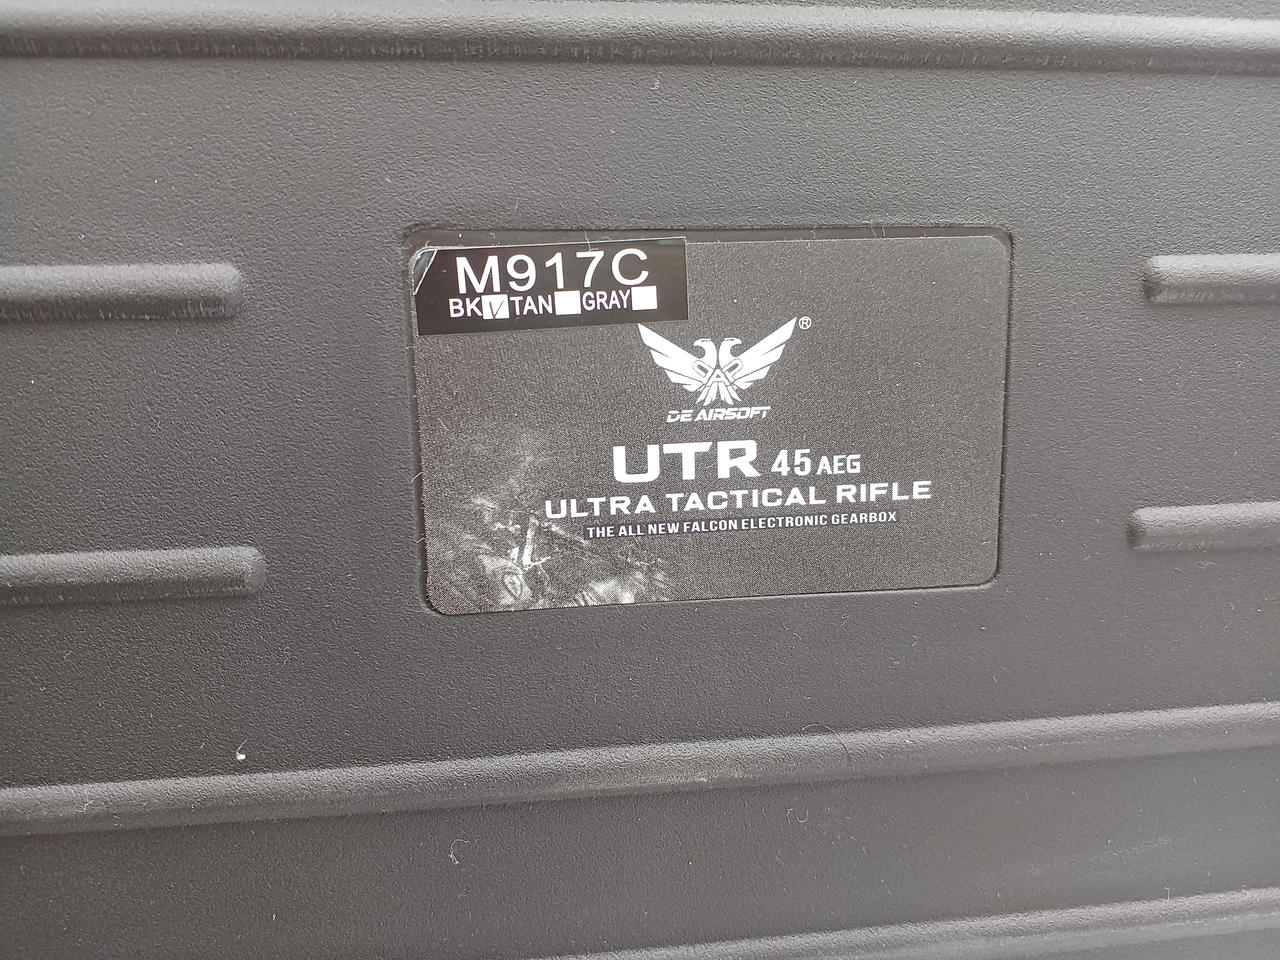 M917C
BK TAN GRAY
®
DE AIRSOFT
UTR 45 AEG
ULTRA TACTICAL RIFLE
THE ALL NEW FALCON ELECTRONIC GEARBOX